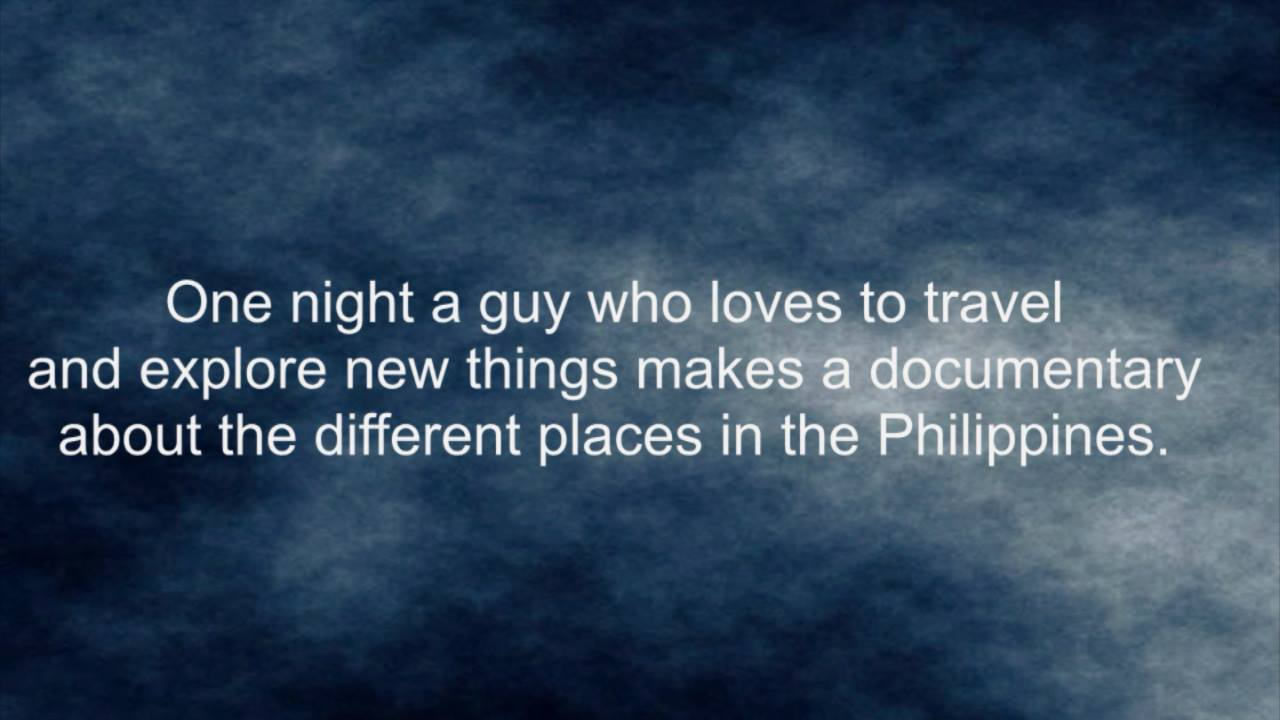 One night a guy who loves to travel
and explore new things makes a documentary
about the different places in the Philippines.